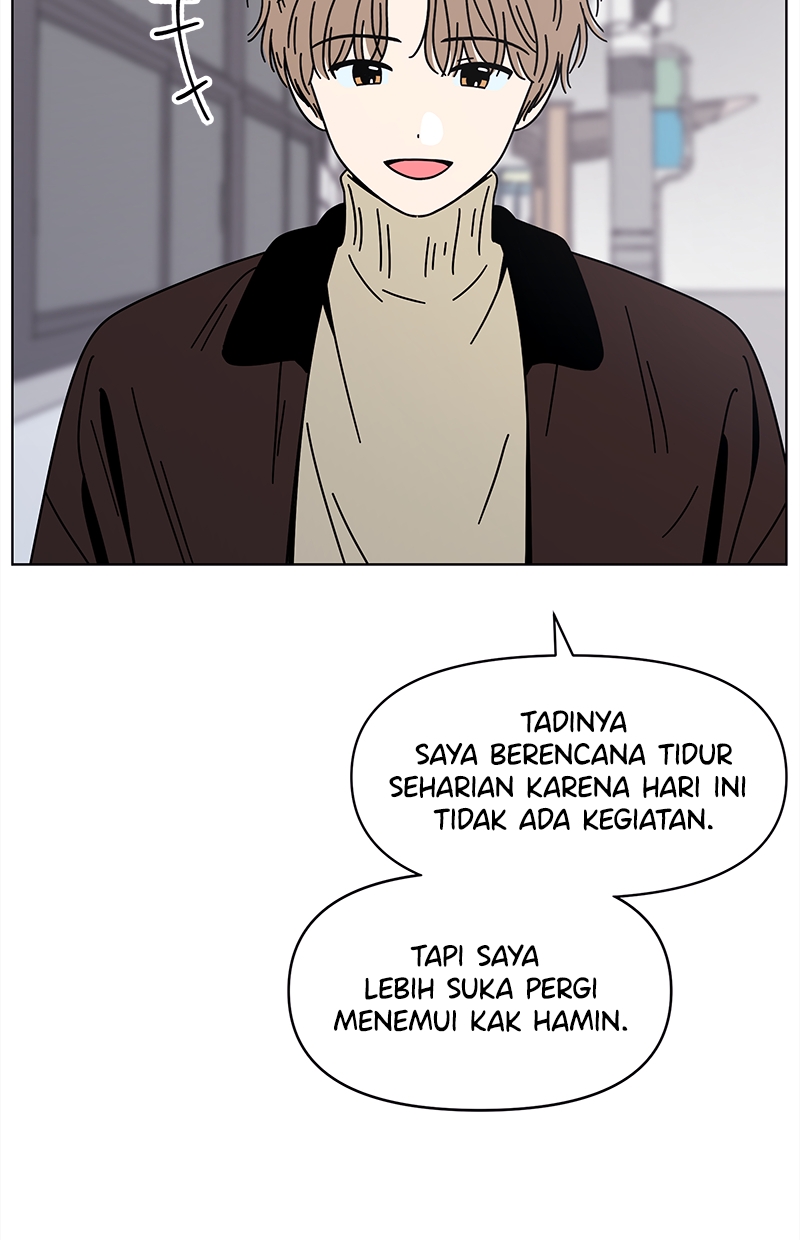 TADINYA
SAYA BERENCANA TIDUR
SEHARIAN KARENA HARI INI
TIDAK ADA KEGIATAN.
TAPI SAYA
LEBIH SUKA PERGI
MENEMUI KAK HAMIN.